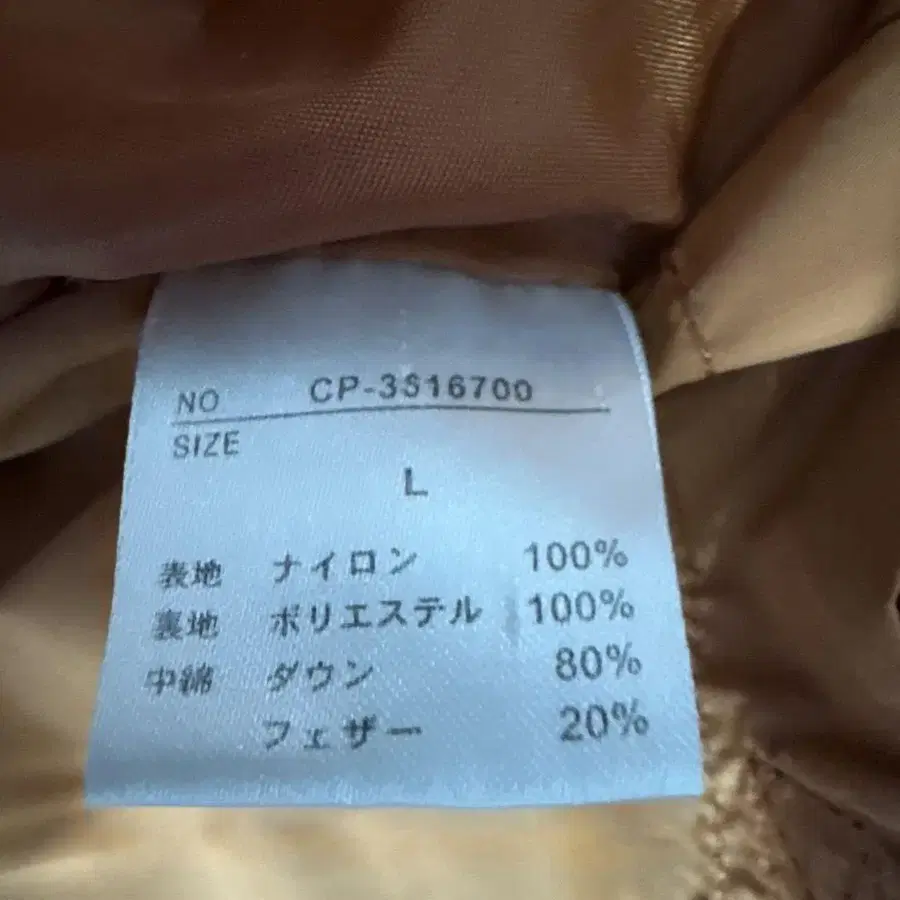 NO CP-3S16700
SIZE
L
表地 ナイロン 100%
裏地 ポリエステル 100%
中綿 ダウン 80%
フェザー 20%